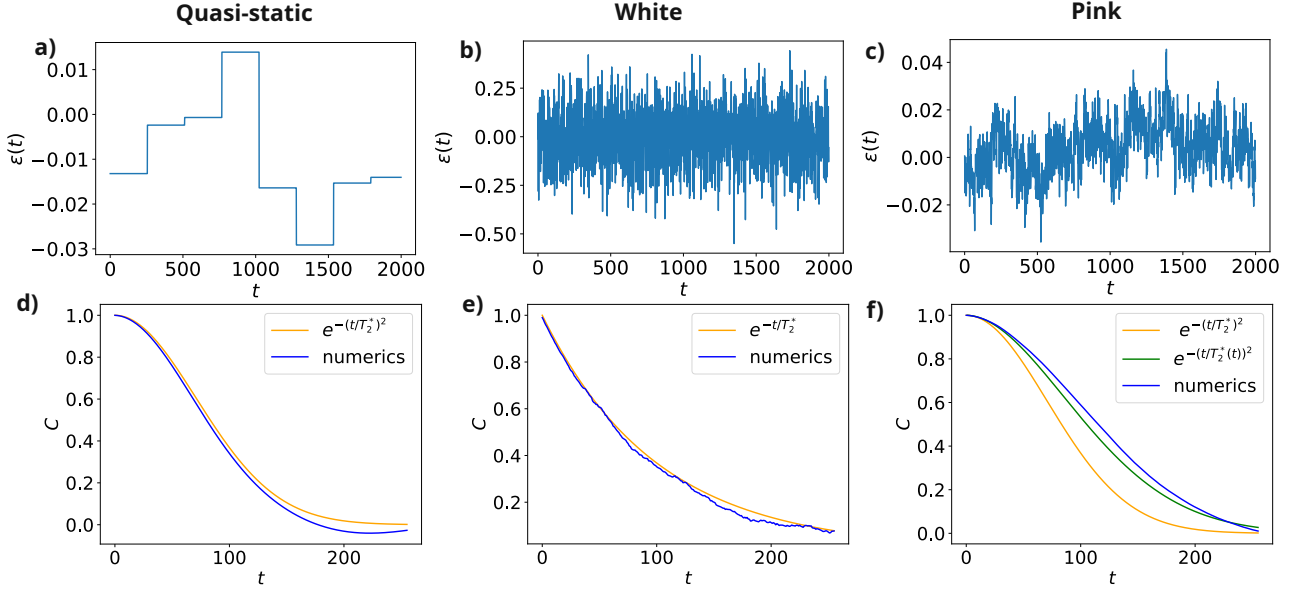 Quasi-static
White
Pink
a)
0.01
0.00
−0.01
−0.02
−0.03
ε(t)
0
500
1000
1500
2000
t
b)
0.25
0.00
−0.25
−0.50
ε(t)
0
500
1000
1500
2000
t
c)
0.04
0.02
0.00
−0.02
ε(t)
0
500
1000
1500
2000
t
d)
1.0
0.8
0.6
0.4
0.2
0.0
C
e^{−(t/T_2^*)^2}
numerics
0
100
200
t
e)
1.0
0.8
0.6
0.4
0.2
C
e^{−t/T_2^*}
numerics
0
100
200
t
f)
1.0
0.8
0.6
0.4
0.2
0.0
C
e^{−(t/T_2^*)^2}
e^{−(t/T_2^*(t))^2}
numerics
0
100
200
t